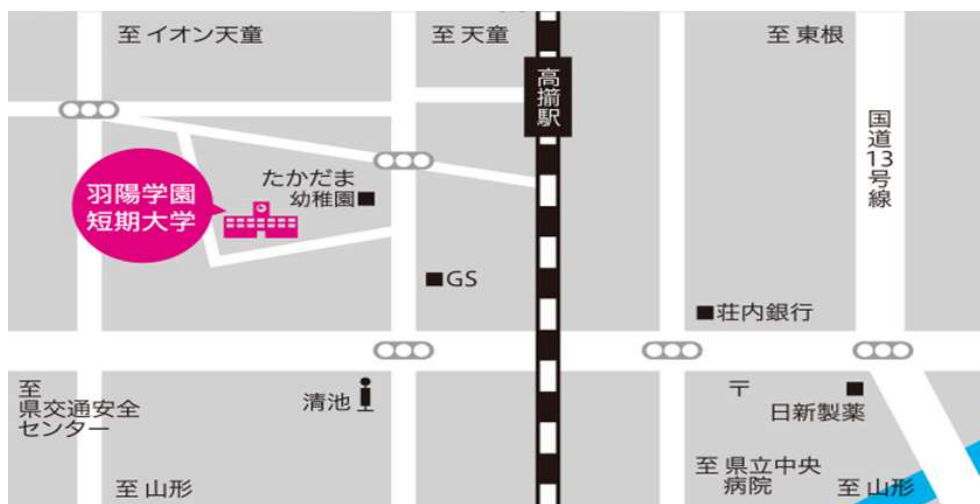 至 イオン天童
至 天童
至 東根
高擶駅
国道13号線
たかだま
幼稚園
羽陽学園
短期大学
GS
荘内銀行
至
県交通安全
センター
清池
〒
日新製薬
至 県立中央
病院
至 山形
至 山形